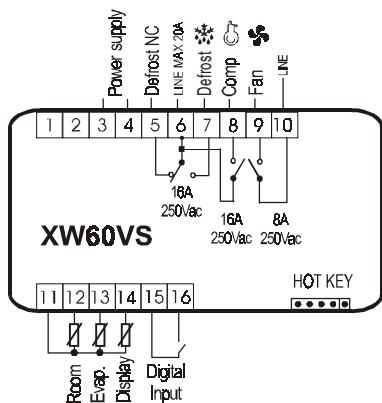 Power supply
Defrost NC
LINE MAX 20A
Defrost
Comp
Fan
LINE
1 2 3 4 5 6 7 8 9 10
16A
250Vac
16A
250Vac
8A
250Vac
XW60VS
HOT KEY
11 12 13 14 15 16
Room
Evap.
Display
Digital
Input